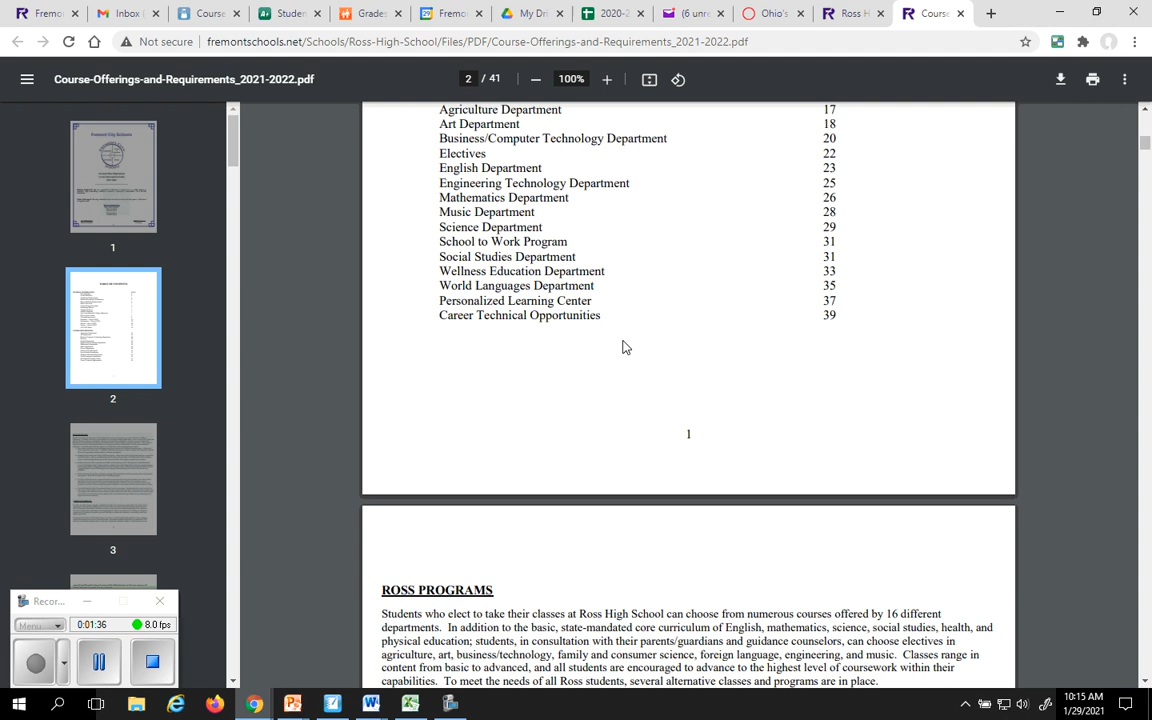 Fremo
Inbox (
Course
Studen
Grades
Fremo
My Dri
2020-2
(6 unre
Ohio's
Ross H
Course
Not secure
fremontschools.net/Schools/Ross-High-School/Files/PDF/Course-Offerings-and-Requirements_2021-2022.pdf
Course-Offerings-and-Requirements_2021-2022.pdf
2 / 41
100%
Agriculture Department 17
Art Department 18
Business/Computer Technology Department 20
Electives 22
English Department 23
Engineering Technology Department 25
Mathematics Department 26
Music Department 28
Science Department 29
School to Work Program 31
Social Studies Department 31
Wellness Education Department 33
World Languages Department 35
Personalized Learning Center 37
Career Technical Opportunities 39
1
ROSS PROGRAMS
Students who elect to take their classes at Ross High School can choose from numerous courses offered by 16 different
departments. In addition to the basic, state-mandated core curriculum of English, mathematics, science, social studies, health, and
physical education; students, in consultation with their parents/guardians and guidance counselors, can choose electives in
agriculture, art, business/technology, family and consumer science, foreign language, engineering, and music. Classes range in
content from basic to advanced, and all students are encouraged to advance to the highest level of coursework within their
capabilities. To meet the needs of all Ross students, several alternative classes and programs are in place.
1
2
3
Recor...
Menu
0:01:36
8.0 fps
10:15 AM
1/29/2021